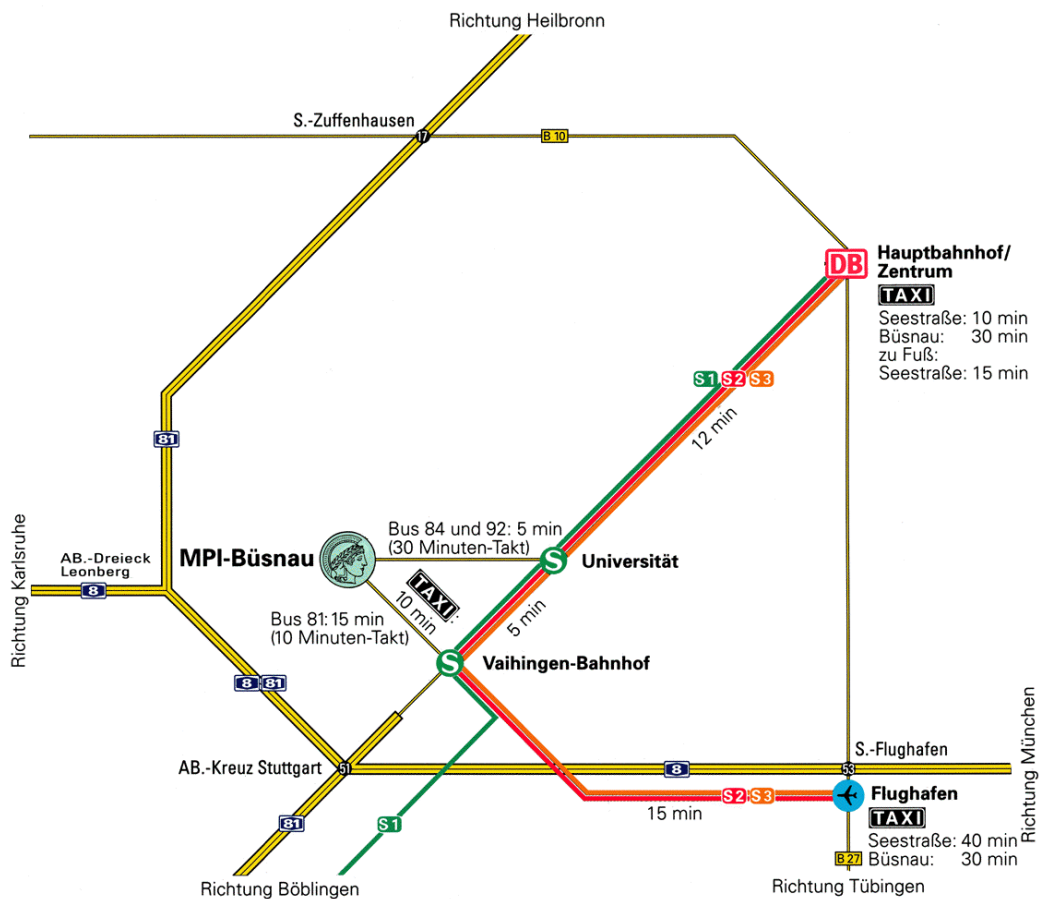 Richtung Heilbronn
S.-Zuffenhausen
17
B 10
DB
Hauptbahnhof/
Zentrum
TAXI
Seestraße: 10 min
Büsnau: 30 min
zu Fuß:
Seestraße: 15 min
S1 S2 S3
12 min
81
Richtung Karlsruhe
AB.-Dreieck
Leonberg
8
MPI-Büsnau
Bus 84 und 92: 5 min
(30 Minuten-Takt)
S
Universität
TAXI:
10 min
5 min
Bus 81: 15 min
(10 Minuten-Takt)
S
Vaihingen-Bahnhof
8 81
AB.-Kreuz Stuttgart
51
8
S.-Flughafen
53
Richtung München
81
S1
S2 S3
15 min
Flughafen
TAXI
Seestraße: 40 min
Büsnau: 30 min
B 27
Richtung Böblingen
Richtung Tübingen